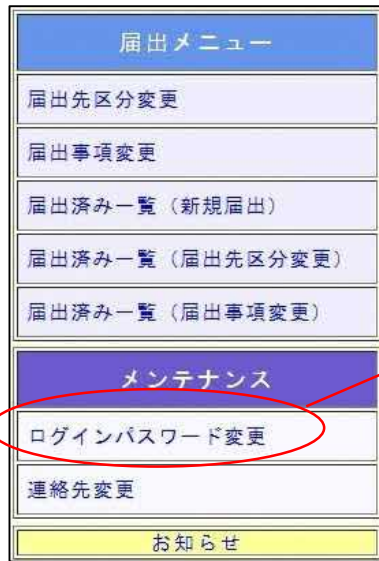 届出メニュー
届出先区分変更
届出事項変更
届出済み一覧（新規届出）
届出済み一覧（届出先区分変更）
届出済み一覧（届出事項変更）
メンテナンス
ログインパスワード変更
連絡先変更
お知らせ